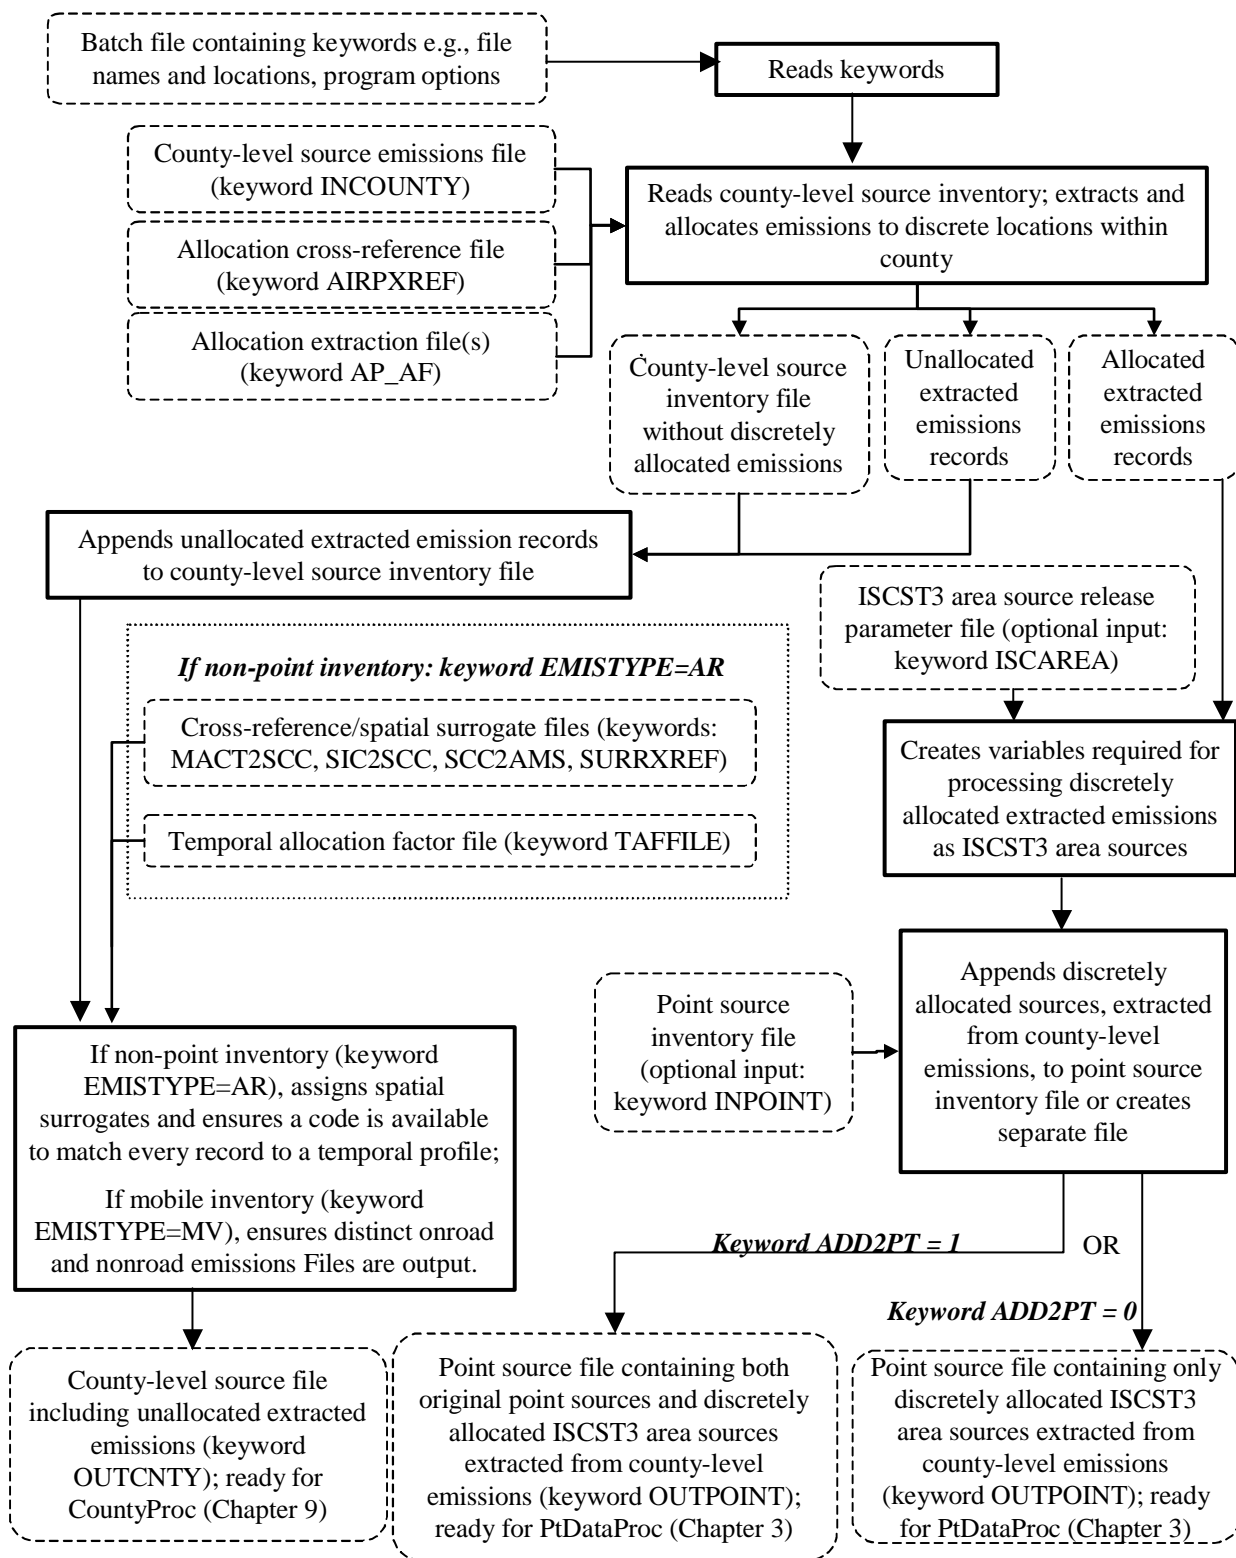 Batch file containing keywords e.g., file
names and locations, program options
Reads keywords
County-level source emissions file
(keyword INCOUNTY)
Allocation cross-reference file
(keyword AIRPXREF)
Allocation extraction file(s)
(keyword AP_AF)
Reads county-level source inventory; extracts and
allocates emissions to discrete locations within
county
County-level source
inventory file
without discretely
allocated emissions
Unallocated
extracted
emissions
records
Allocated
extracted
emissions
records
Appends unallocated extracted emission records
to county-level source inventory file
ISCST3 area source release
parameter file (optional input:
keyword ISCAREA)
If non-point inventory: keyword EMISTYPE=AR
Cross-reference/spatial surrogate files (keywords:
MACT2SCC, SIC2SCC, SCC2AMS, SURRXREF)
Temporal allocation factor file (keyword TAFFILE)
Creates variables required for
processing discretely
allocated extracted emissions
as ISCST3 area sources
Point source
inventory file
(optional input:
keyword INPOINT)
Appends discretely
allocated sources, extracted
from county-level
emissions, to point source
inventory file or creates
separate file
If non-point inventory (keyword
EMISTYPE=AR), assigns spatial
surrogates and ensures a code is available
to match every record to a temporal profile;
If mobile inventory (keyword
EMISTYPE=MV), ensures distinct onroad
and nonroad emissions Files are output.
Keyword ADD2PT = 1
OR
Keyword ADD2PT = 0
County-level source file
including unallocated extracted
emissions (keyword
OUTCNTY); ready for
CountyProc (Chapter 9)
Point source file containing both
original point sources and discretely
allocated ISCST3 area sources
extracted from county-level
emissions (keyword OUTPOINT);
ready for PtDataProc (Chapter 3)
Point source file containing only
discretely allocated ISCST3
area sources extracted from
county-level emissions
(keyword OUTPOINT); ready
for PtDataProc (Chapter 3)